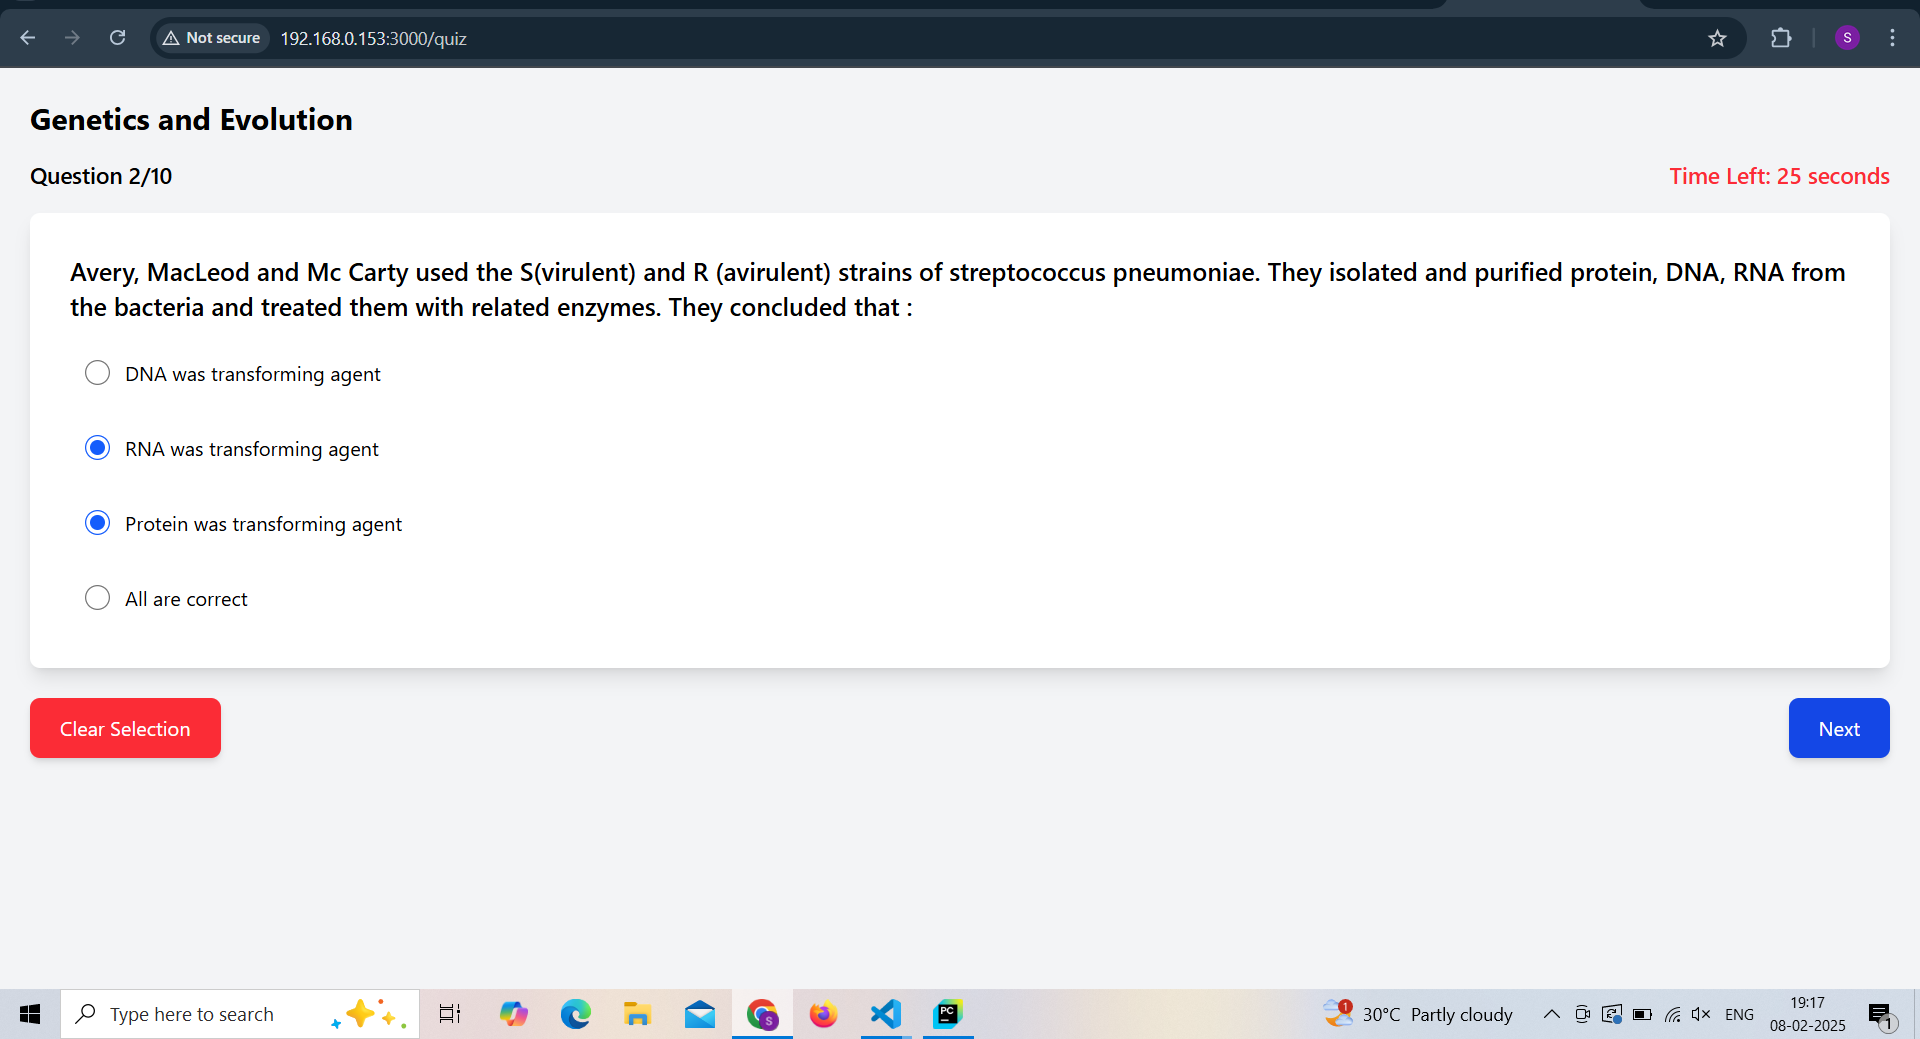 Not secure 192.168.0.153:3000/quiz S
Genetics and Evolution
Question 2/10
Time Left: 25 seconds
Avery, MacLeod and Mc Carty used the S(virulent) and R (avirulent) strains of streptococcus pneumoniae. They isolated and purified protein, DNA, RNA from
the bacteria and treated them with related enzymes. They concluded that :
DNA was transforming agent
RNA was transforming agent
Protein was transforming agent
All are correct
Clear Selection
Next
Type here to search
S
PC
1
30°C Partly cloudy
ENG
19:17
08-02-2025
1